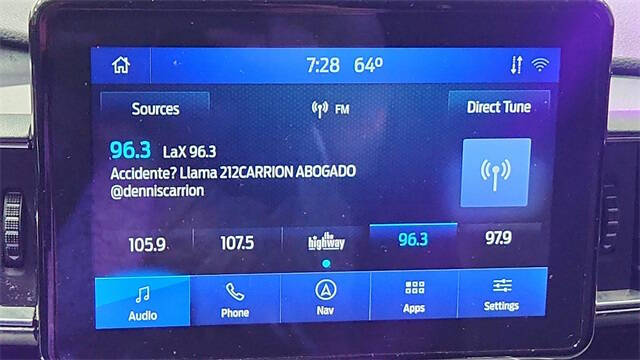 7:28 64°
Sources FM Direct Tune
96.3 LaX 96.3
Accidente? Llama 212CARRION ABOGADO
@denniscarrion
105.9 107.5 the highway 96.3 97.9
Audio Phone Nav Apps Settings